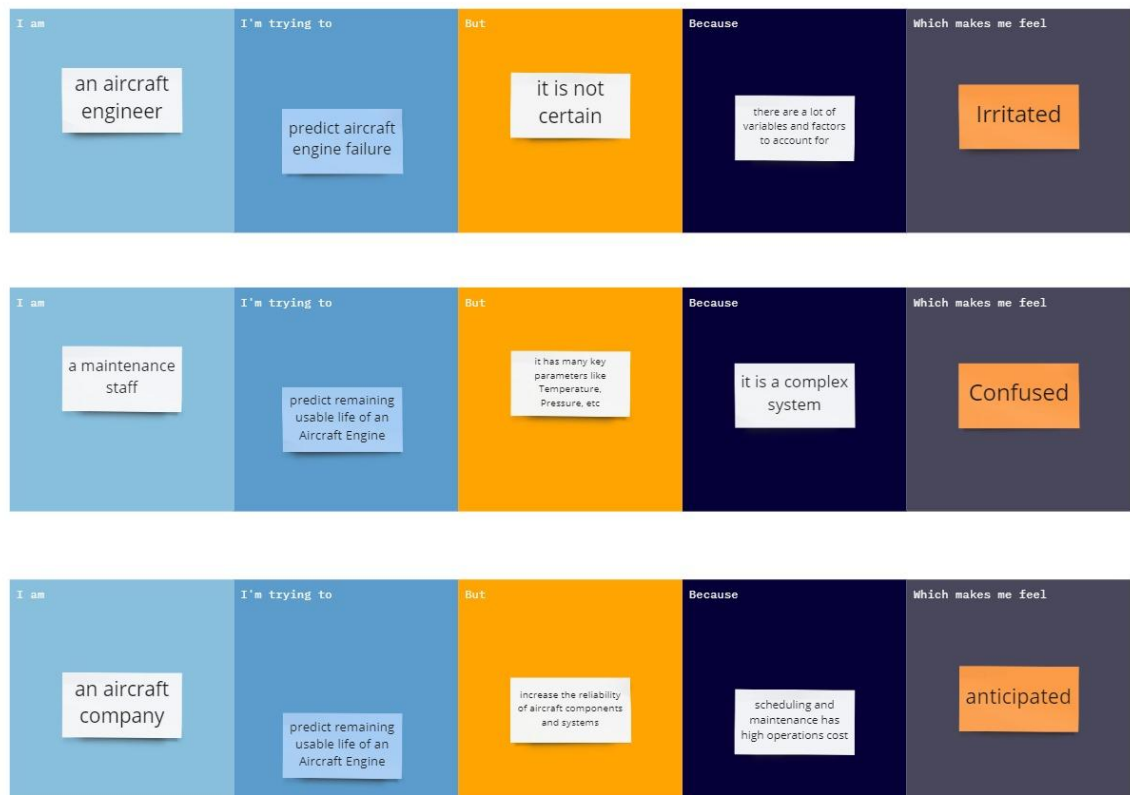 I am
an aircraft
engineer
I'm trying to
predict aircraft
engine failure
But
it is not
certain
Because
there are a lot of
variables and factors
to account for
Which makes me feel
Irritated
I am
a maintenance
staff
I'm trying to
predict remaining
usable life of an
Aircraft Engine
But
it has many key
parameters like
Temperature,
Pressure, etc
Because
it is a complex
system
Which makes me feel
Confused
I am
an aircraft
company
I'm trying to
predict remaining
usable life of an
Aircraft Engine
But
increase the reliability
of aircraft components
and systems
Because
scheduling and
maintenance has
high operations cost
Which makes me feel
anticipated